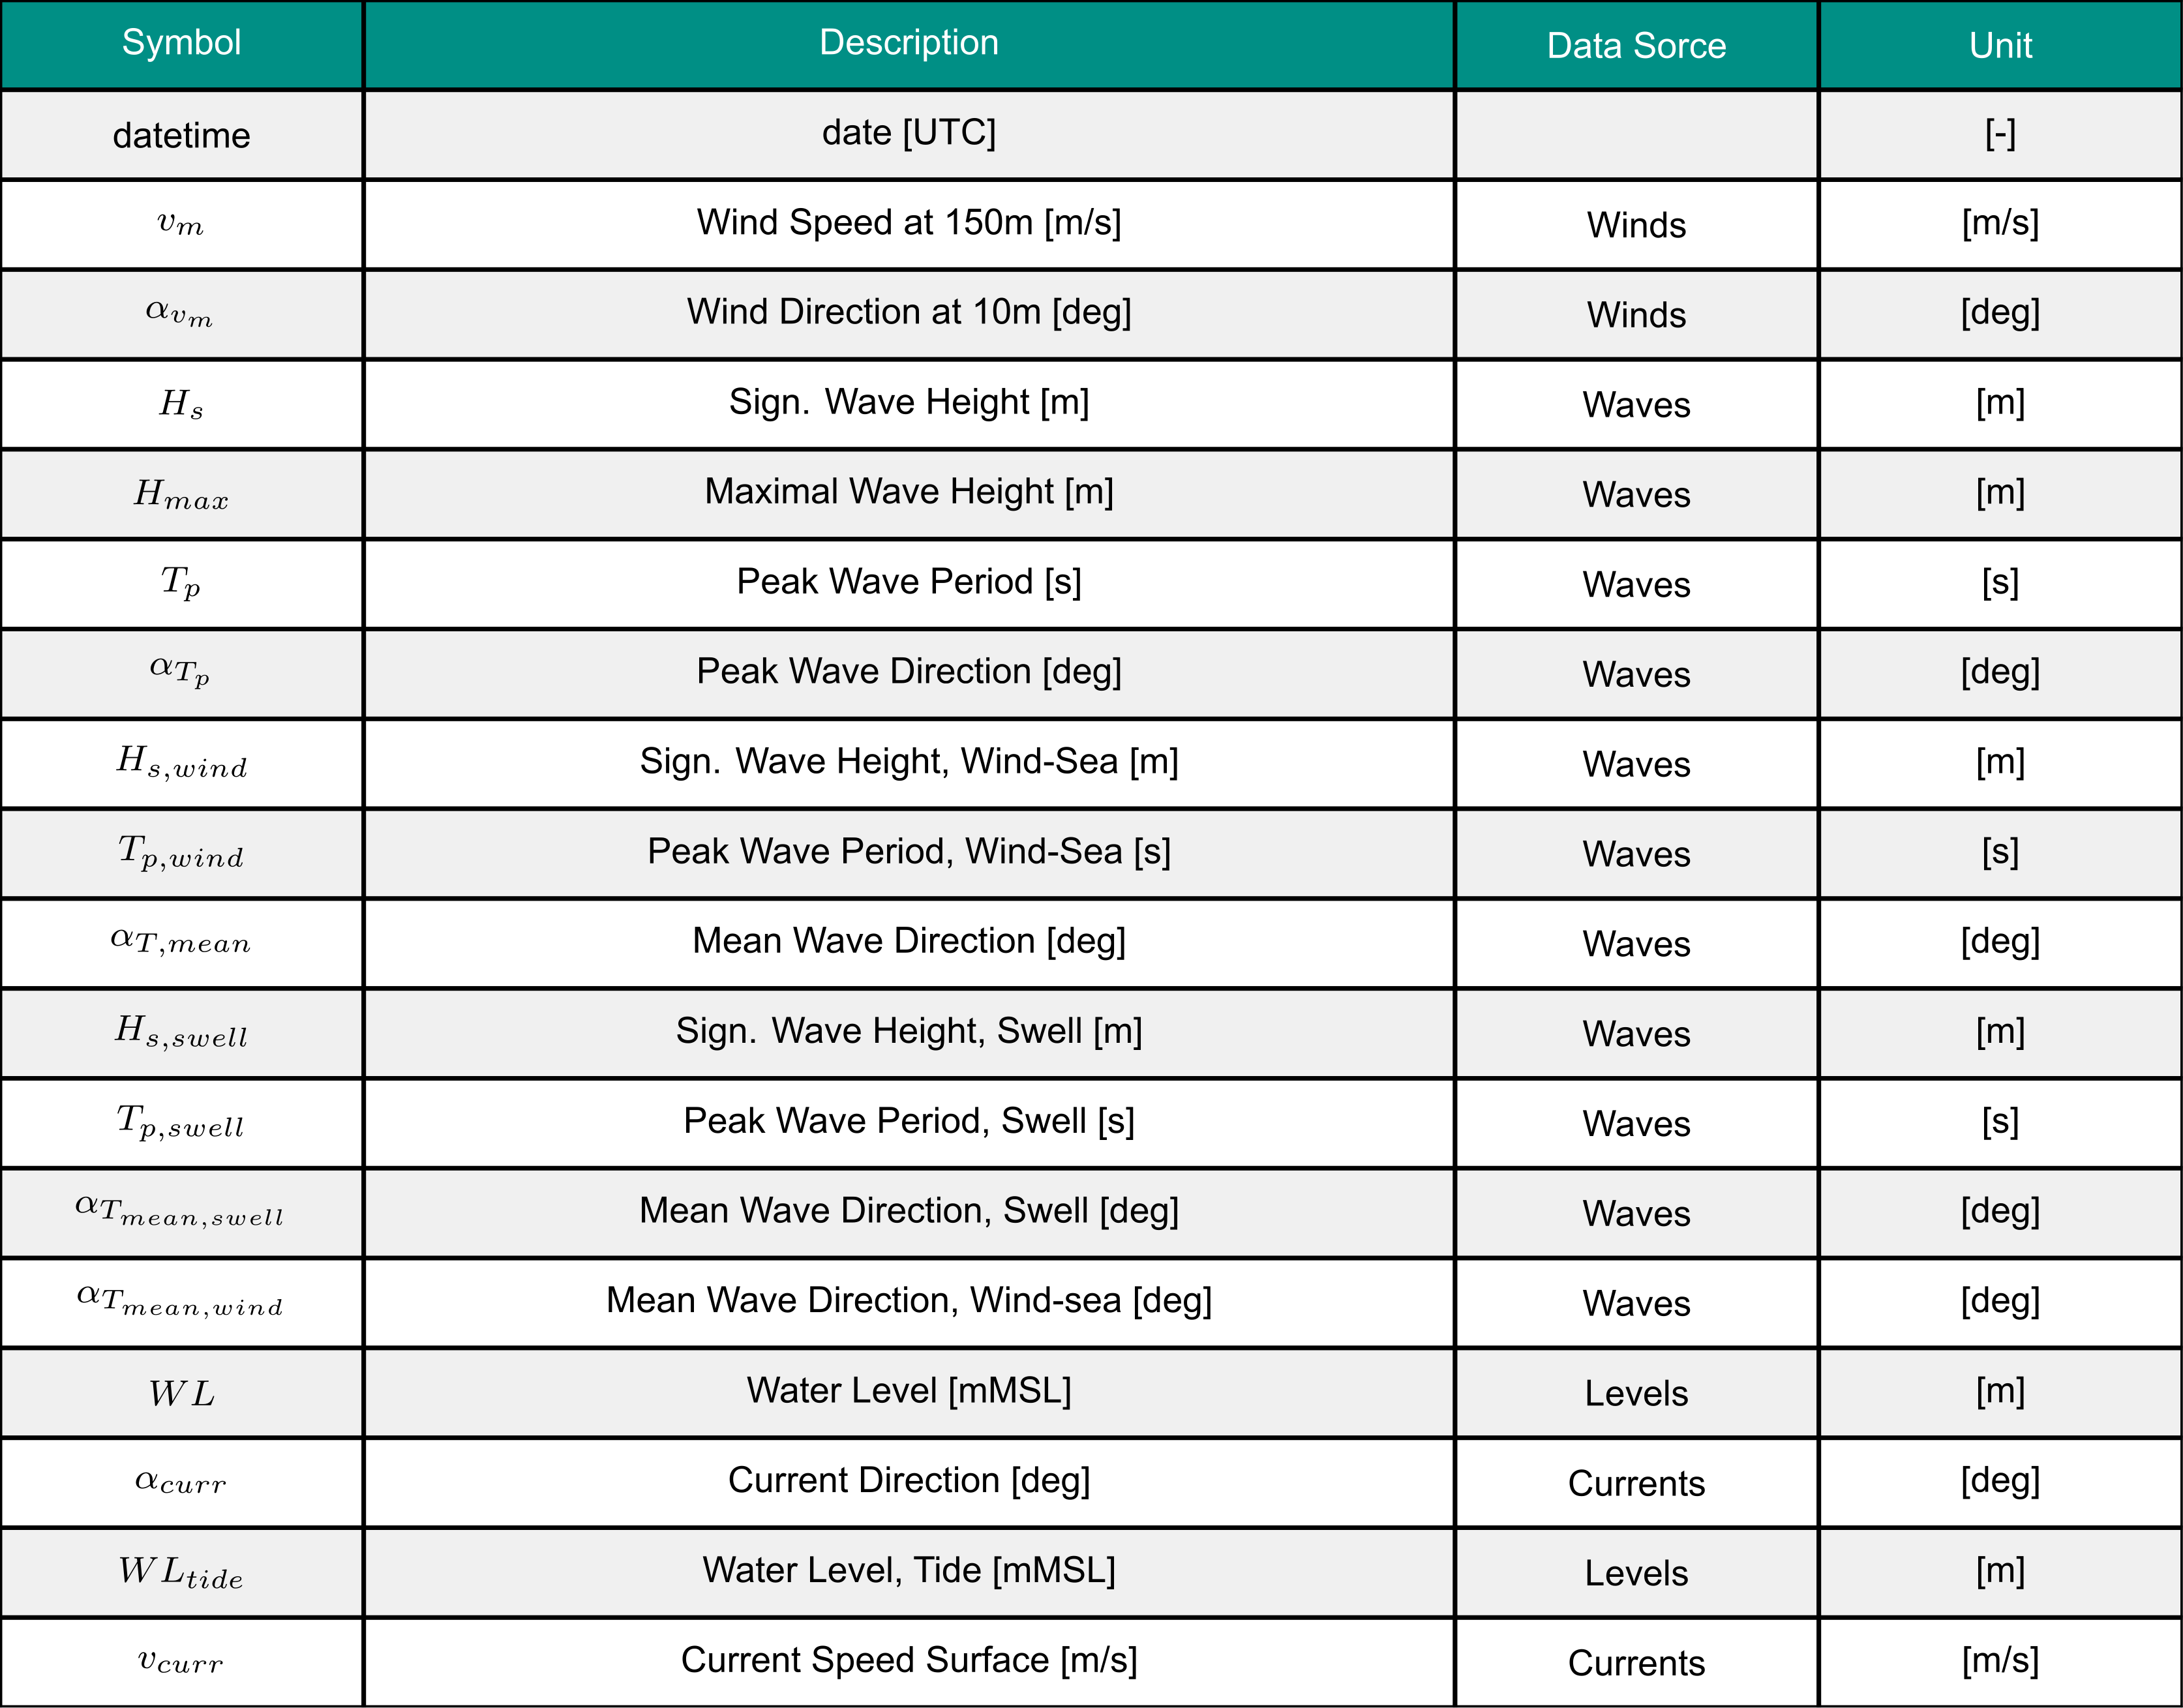 Symbol Description Data Sorce Unit
datetime date [UTC] [-]
v_m Wind Speed at 150m [m/s] Winds [m/s]
α_{v_m} Wind Direction at 10m [deg] Winds [deg]
H_s Sign. Wave Height [m] Waves [m]
H_{max} Maximal Wave Height [m] Waves [m]
T_p Peak Wave Period [s] Waves [s]
α_{T_p} Peak Wave Direction [deg] Waves [deg]
H_{s,wind} Sign. Wave Height, Wind-Sea [m] Waves [m]
T_{p,wind} Peak Wave Period, Wind-Sea [s] Waves [s]
α_{T,mean} Mean Wave Direction [deg] Waves [deg]
H_{s,swell} Sign. Wave Height, Swell [m] Waves [m]
T_{p,swell} Peak Wave Period, Swell [s] Waves [s]
α_{T_{mean,swell}} Mean Wave Direction, Swell [deg] Waves [deg]
α_{T_{mean,wind}} Mean Wave Direction, Wind-sea [deg] Waves [deg]
WL Water Level [mMSL] Levels [m]
α_{curr} Current Direction [deg] Currents [deg]
WL_{tide} Water Level, Tide [mMSL] Levels [m]
v_{curr} Current Speed Surface [m/s] Currents [m/s]